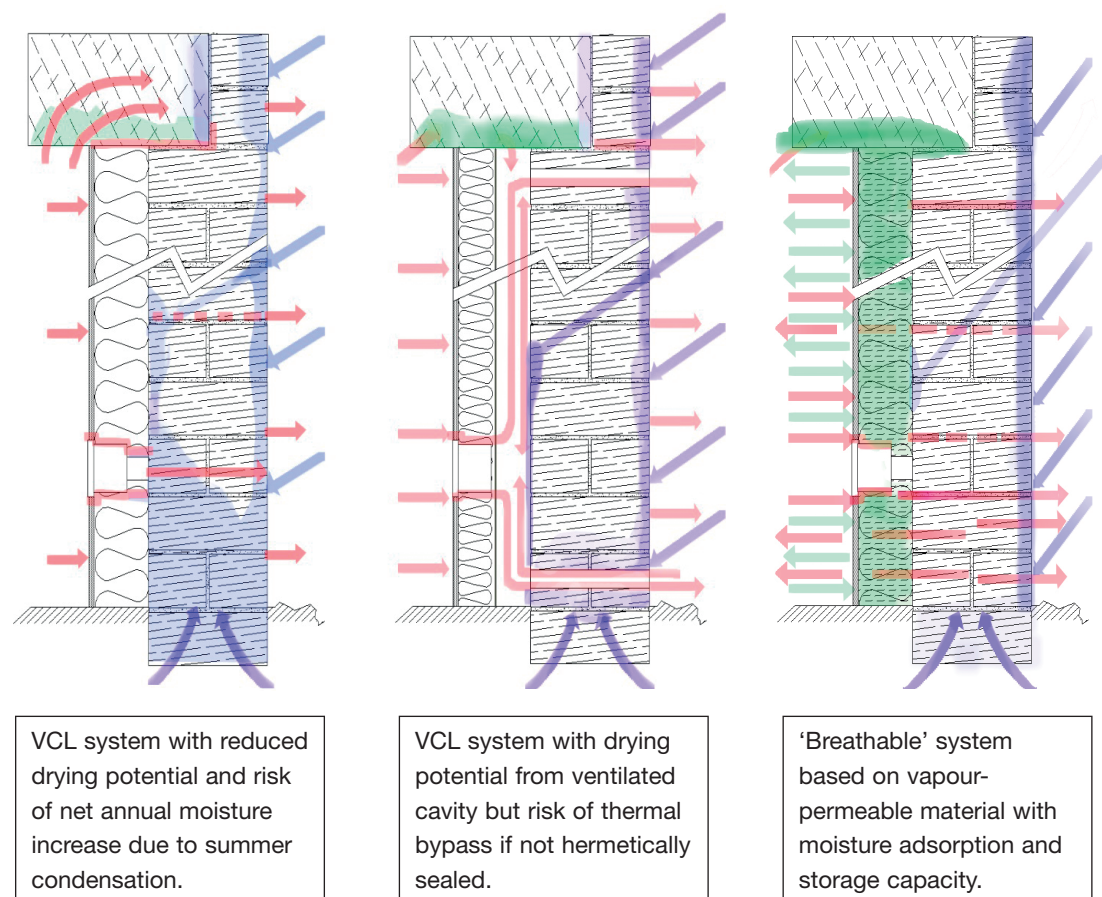 VCL system with reduced
drying potential and risk
of net annual moisture
increase due to summer
condensation.
VCL system with drying
potential from ventilated
cavity but risk of thermal
bypass if not hermetically
sealed.
‘Breathable’ system
based on vapour-
permeable material with
moisture adsorption and
storage capacity.